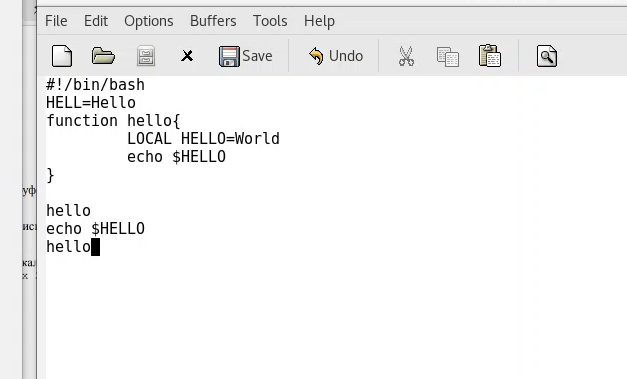 File Edit Options Buffers Tools Help
Save Undo
#!/bin/bash
HELL=Hello
function hello{
LOCAL HELLO=World
echo $HELLO
}
hello
echo $HELLO
hello